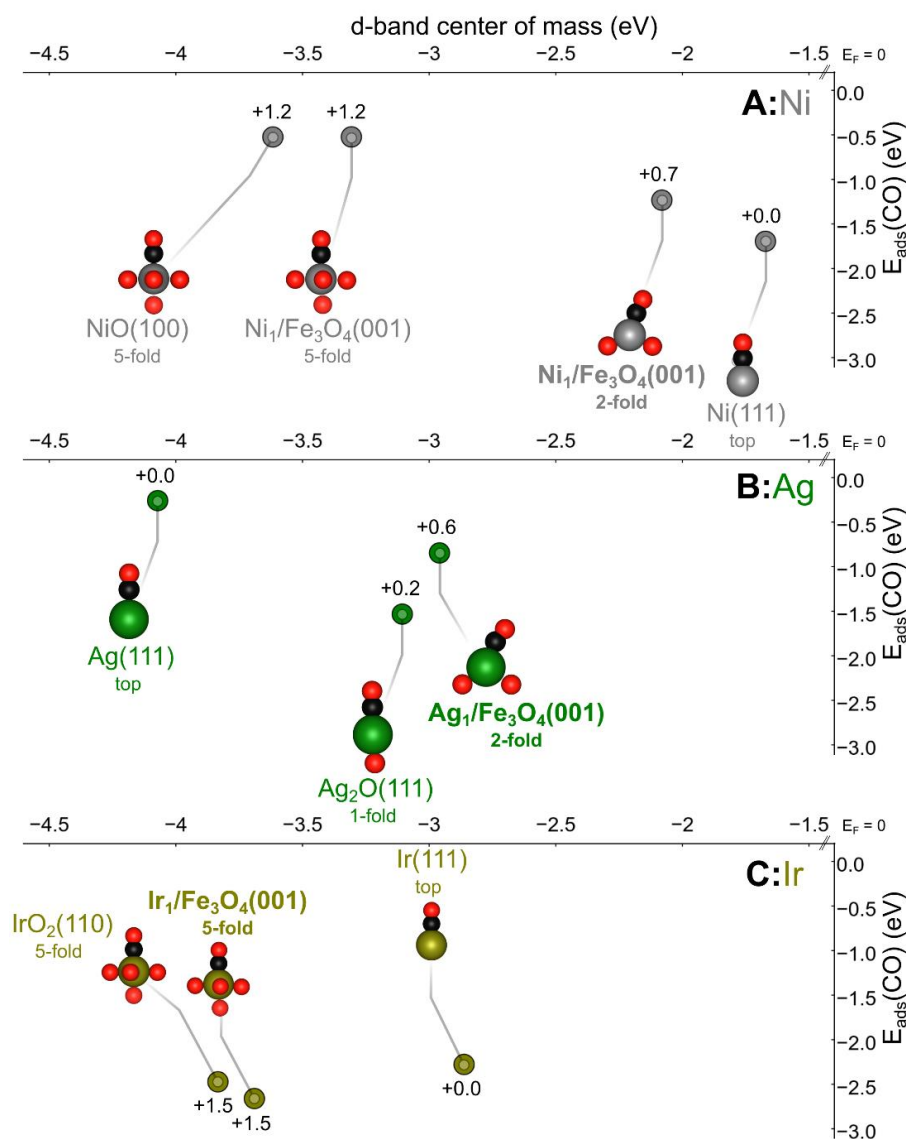 d-band center of mass (eV)
−4.5 −4 −3.5 −3 −2.5 −2 −1.5 E_F = 0
A:Ni
0.0
+1.2 +1.2
−0.5
+0.7
−1.0
+0.0
−1.5
−2.0
−2.5
−3.0
E_ads(CO) (eV)
NiO(100)
5-fold
Ni₁/Fe₃O₄(001)
5-fold
Ni₁/Fe₃O₄(001)
2-fold
Ni(111)
top
−4.5 −4 −3.5 −3 −2.5 −2 −1.5 E_F = 0
B:Ag
+0.0
0.0
+0.6
−0.5
+0.2
−1.0
−1.5
−2.0
−2.5
−3.0
E_ads(CO) (eV)
Ag(111)
top
Ag₁/Fe₃O₄(001)
2-fold
Ag₂O(111)
1-fold
−4.5 −4 −3.5 −3 −2.5 −2 −1.5 E_F = 0
C:Ir
Ir(111)
top
Ir₁/Fe₃O₄(001)
5-fold
IrO₂(110)
5-fold
0.0
−0.5
−1.0
−1.5
−2.0
−2.5
−3.0
E_ads(CO) (eV)
+1.5
+1.5
+0.0